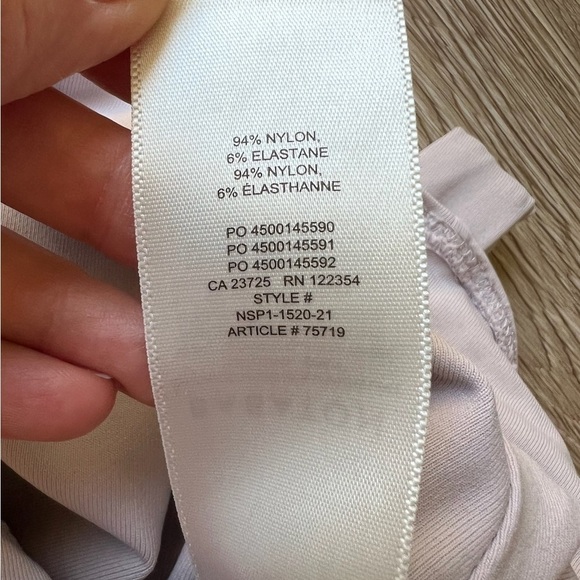 94% NYLON,
6% ELASTANE
94% NYLON,
6% ÉLASTHANNE
PO 4500145590
PO 4500145591
PO 4500145592
CA 23725 RN 122354
STYLE #
NSP1-1520-21
ARTICLE # 75719